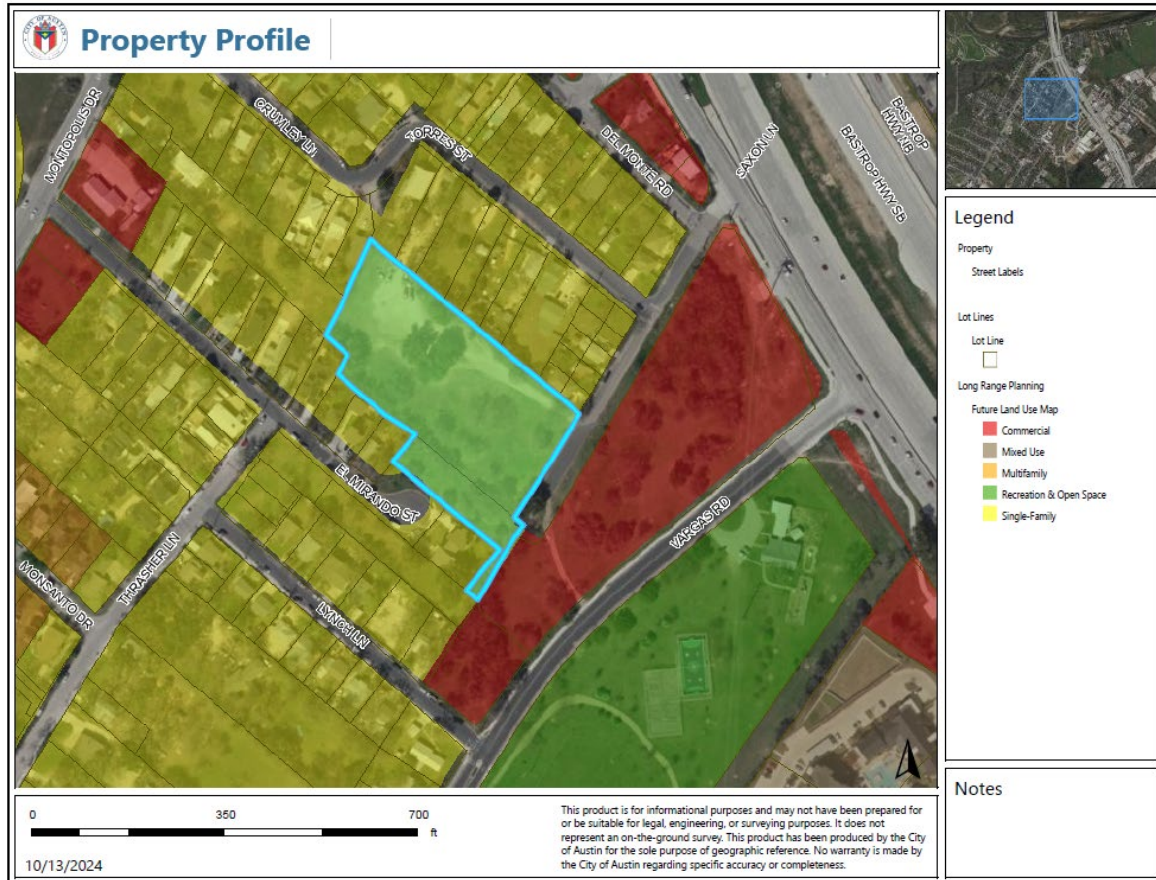 CITY OF AUSTIN
Property Profile
MONTOPOLIS DR
CRUMLEY LN
TORRES ST
DEL MONTE RD
SAXON LN
BASTROP HWY SB
BASTROP HWY NB
EL MIRANDO ST
VARGAS RD
THRASHER LN
MONSANTO DR
LYNCH LN
Legend
Property
Street Labels
Lot Lines
Lot Line
Long Range Planning
Future Land Use Map
Commercial
Mixed Use
Multifamily
Recreation & Open Space
Single-Family
Notes
0 350 700
ft
10/13/2024
This product is for informational purposes and may not have been prepared for
or be suitable for legal, engineering, or surveying purposes. It does not
represent an on-the-ground survey. This product has been produced by the City
of Austin for the sole purpose of geographic reference. No warranty is made by
the City of Austin regarding specific accuracy or completeness.